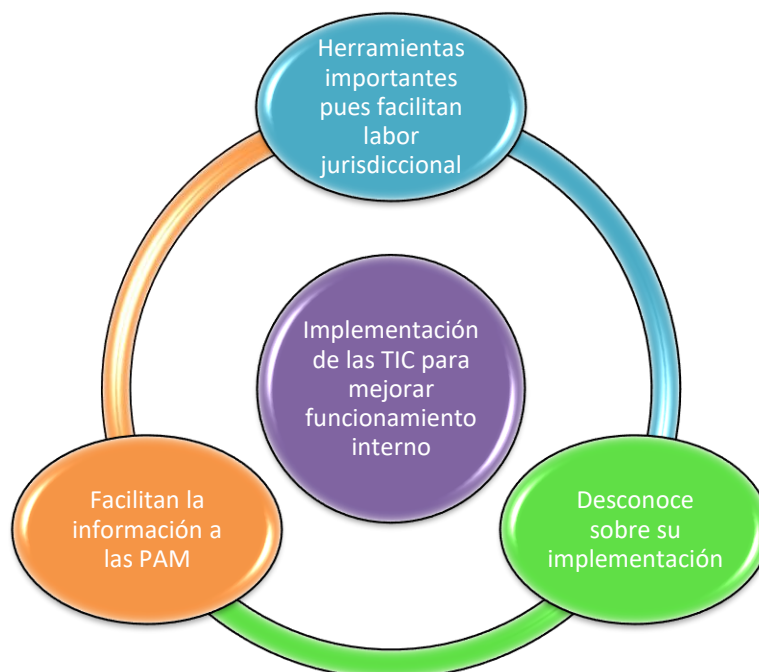 Herramientas
importantes
pues facilitan
labor
jurisdiccional
Implementación
de las TIC para
mejorar
funcionamiento
interno
Facilitan la
información a
las PAM
Desconoce
sobre su
implementación